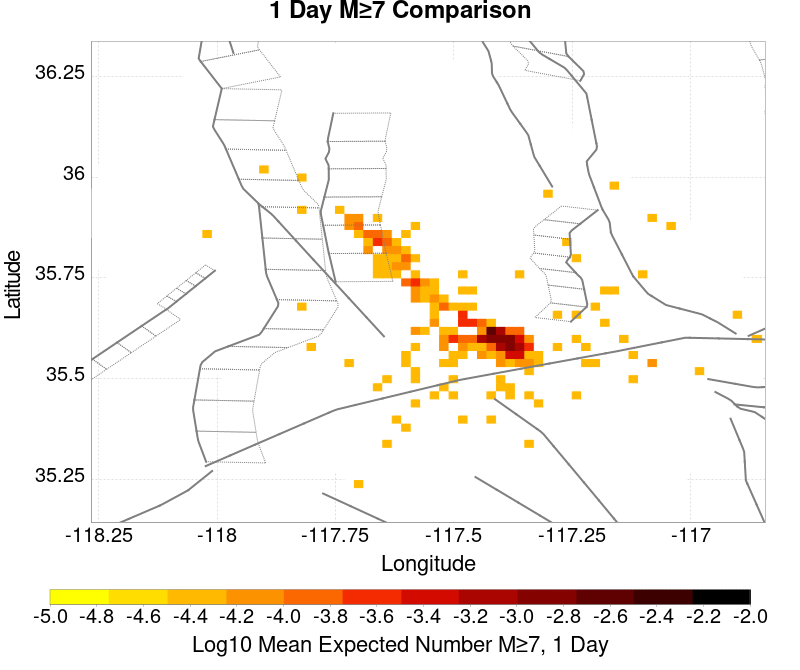 1 Day M≥7 Comparison
36.25
36
35.75
35.5
35.25
Latitude
-118.25 -118 -117.75 -117.5 -117.25 -117
Longitude
-5.0 -4.8 -4.6 -4.4 -4.2 -4.0 -3.8 -3.6 -3.4 -3.2 -3.0 -2.8 -2.6 -2.4 -2.2 -2.0
Log10 Mean Expected Number M≥7, 1 Day